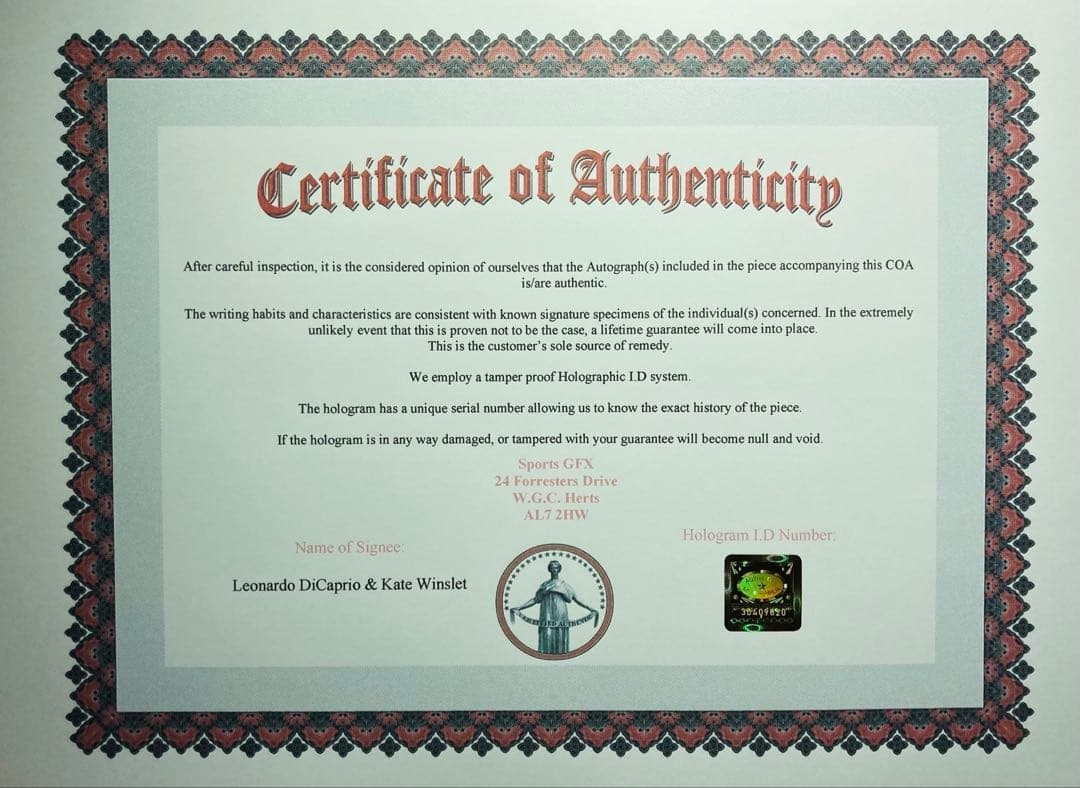 Certificate of Authenticity
After careful inspection, it is the considered opinion of ourselves that the Autograph(s) included in the piece accompanying this COA
is/are authentic.
The writing habits and characteristics are consistent with known signature specimens of the individual(s) concerned. In the extremely
unlikely event that this is proven not to be the case, a lifetime guarantee will come into place.
This is the customer's sole source of remedy.
We employ a tamper proof Holographic I.D system.
The hologram has a unique serial number allowing us to know the exact history of the piece.
If the hologram is in any way damaged, or tampered with your guarantee will become null and void.
Sports GFX
24 Forresters Drive
W.G.C. Herts
AL7 2HW
Name of Signee:
Hologram I.D Number:
Leonardo DiCaprio & Kate Winslet